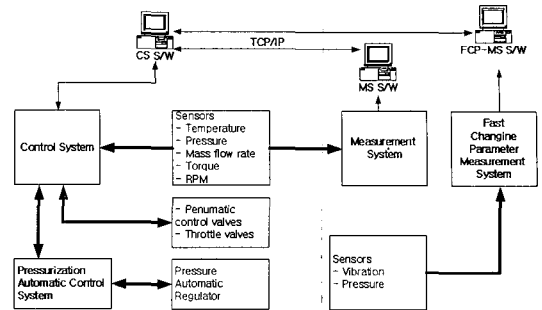 CS S/W
TCP/IP
MS S/W
FCP-MS S/W
Control System
Sensors
- Temperature
- Pressure
- Mass flow rate
- Torque
- RPM
Measurement
System
Fast
Changine
Parameter
Measurement
System
- Penumatic
control valves
- Throttle valves
Pressurization
Automatic Control
System
Pressure
Automatic
Regulator
Sensors
- Vibration
- Pressure